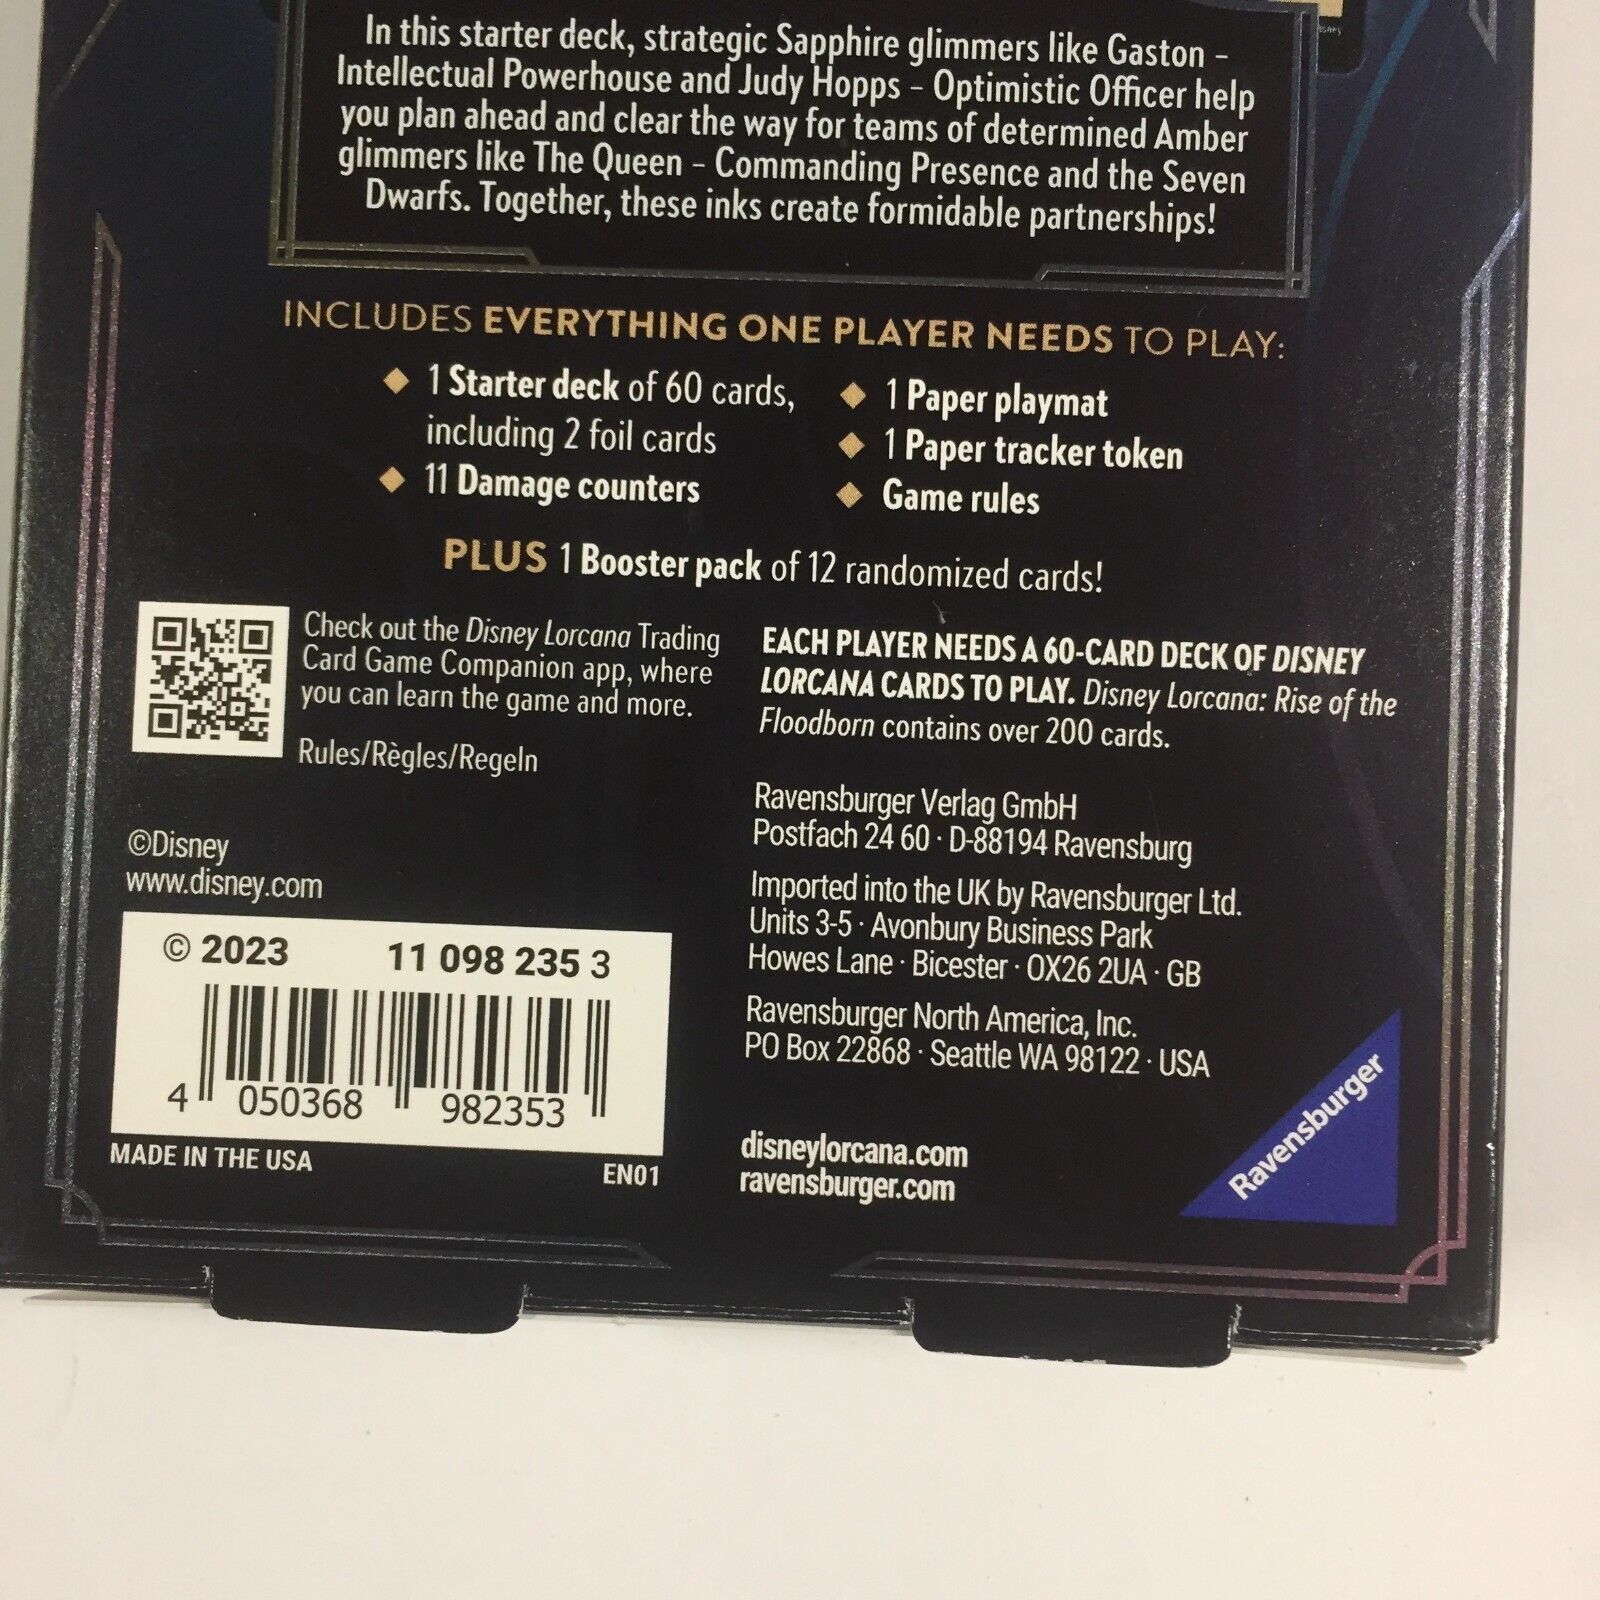 In this starter deck, strategic Sapphire glimmers like Gaston –
Intellectual Powerhouse and Judy Hopps – Optimistic Officer help
you plan ahead and clear the way for teams of determined Amber
glimmers like The Queen – Commanding Presence and the Seven
Dwarfs. Together, these inks create formidable partnerships!
INCLUDES EVERYTHING ONE PLAYER NEEDS TO PLAY:
◆ 1 Starter deck of 60 cards,
including 2 foil cards
◆ 11 Damage counters
◆ 1 Paper playmat
◆ 1 Paper tracker token
◆ Game rules
PLUS 1 Booster pack of 12 randomized cards!
Check out the Disney Lorcana Trading
Card Game Companion app, where
you can learn the game and more.
Rules/Règles/Regeln
©Disney
www.disney.com
© 2023 11 098 235 3
4 050368 982353
MADE IN THE USA EN01
EACH PLAYER NEEDS A 60-CARD DECK OF DISNEY
LORCANA CARDS TO PLAY. Disney Lorcana: Rise of the
Floodborn contains over 200 cards.
Ravensburger Verlag GmbH
Postfach 24 60 · D-88194 Ravensburg
Imported into the UK by Ravensburger Ltd.
Units 3-5 · Avonbury Business Park
Howes Lane · Bicester · OX26 2UA · GB
Ravensburger North America, Inc.
PO Box 22868 · Seattle WA 98122 · USA
disneylorcana.com
ravensburger.com
Ravensburger